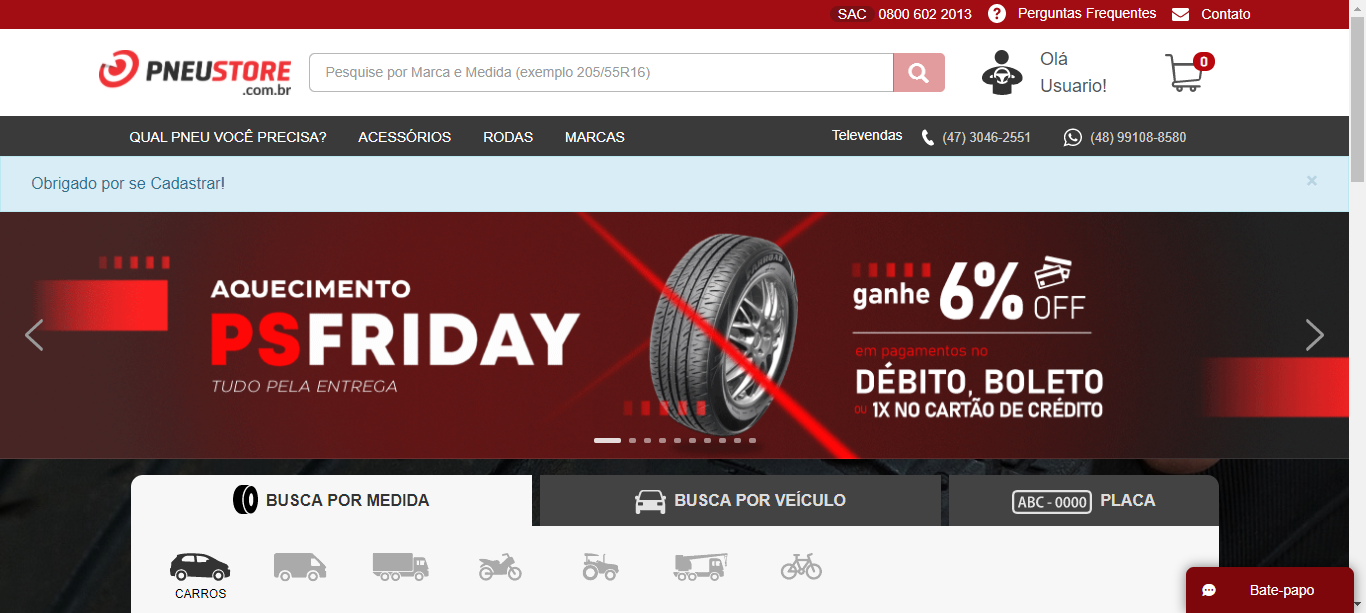 SAC 0800 602 2013 ? Perguntas Frequentes Contato
PNEUSTORE
.com.br
Pesquise por Marca e Medida (exemplo 205/55R16)
Olá
Usuario!
0
QUAL PNEU VOCÊ PRECISA? ACESSÓRIOS RODAS MARCAS Televendas (47) 3046-2551 (48) 99108-8580
Obrigado por se Cadastrar! ×
AQUECIMENTO
PSFRIDAY
TUDO PELA ENTREGA
ganhe 6% OFF
em pagamentos no
DÉBITO, BOLETO
ou 1X NO CARTÃO DE CRÉDITO
BUSCA POR MEDIDA BUSCA POR VEÍCULO ABC - 0000 PLACA
CARROS
Bate-papo